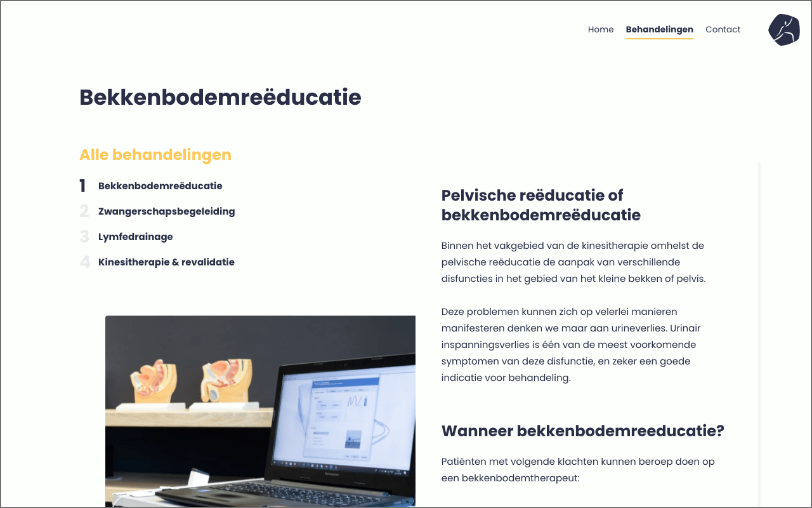 Home Behandelingen Contact
Bekkenbodemreëducatie
Alle behandelingen
1 Bekkenbodemreëducatie
2 Zwangerschapsbegeleiding
3 Lymfedrainage
4 Kinesitherapie & revalidatie
Pelvische reëducatie of
bekkenbodemreëducatie
Binnen het vakgebied van de kinesitherapie omhelst de
pelvische reëducatie de aanpak van verschillende
disfuncties in het gebied van het kleine bekken of pelvis.
Deze problemen kunnen zich op velerlei manieren
manifesteren denken we maar aan urineverlies. Urinair
inspanningsverlies is één van de meest voorkomende
symptomen van deze disfunctie, en zeker een goede
indicatie voor behandeling.
Wanneer bekkenbodemreeducatie?
Patiënten met volgende klachten kunnen beroep doen op
een bekkenbodemtherapeut: